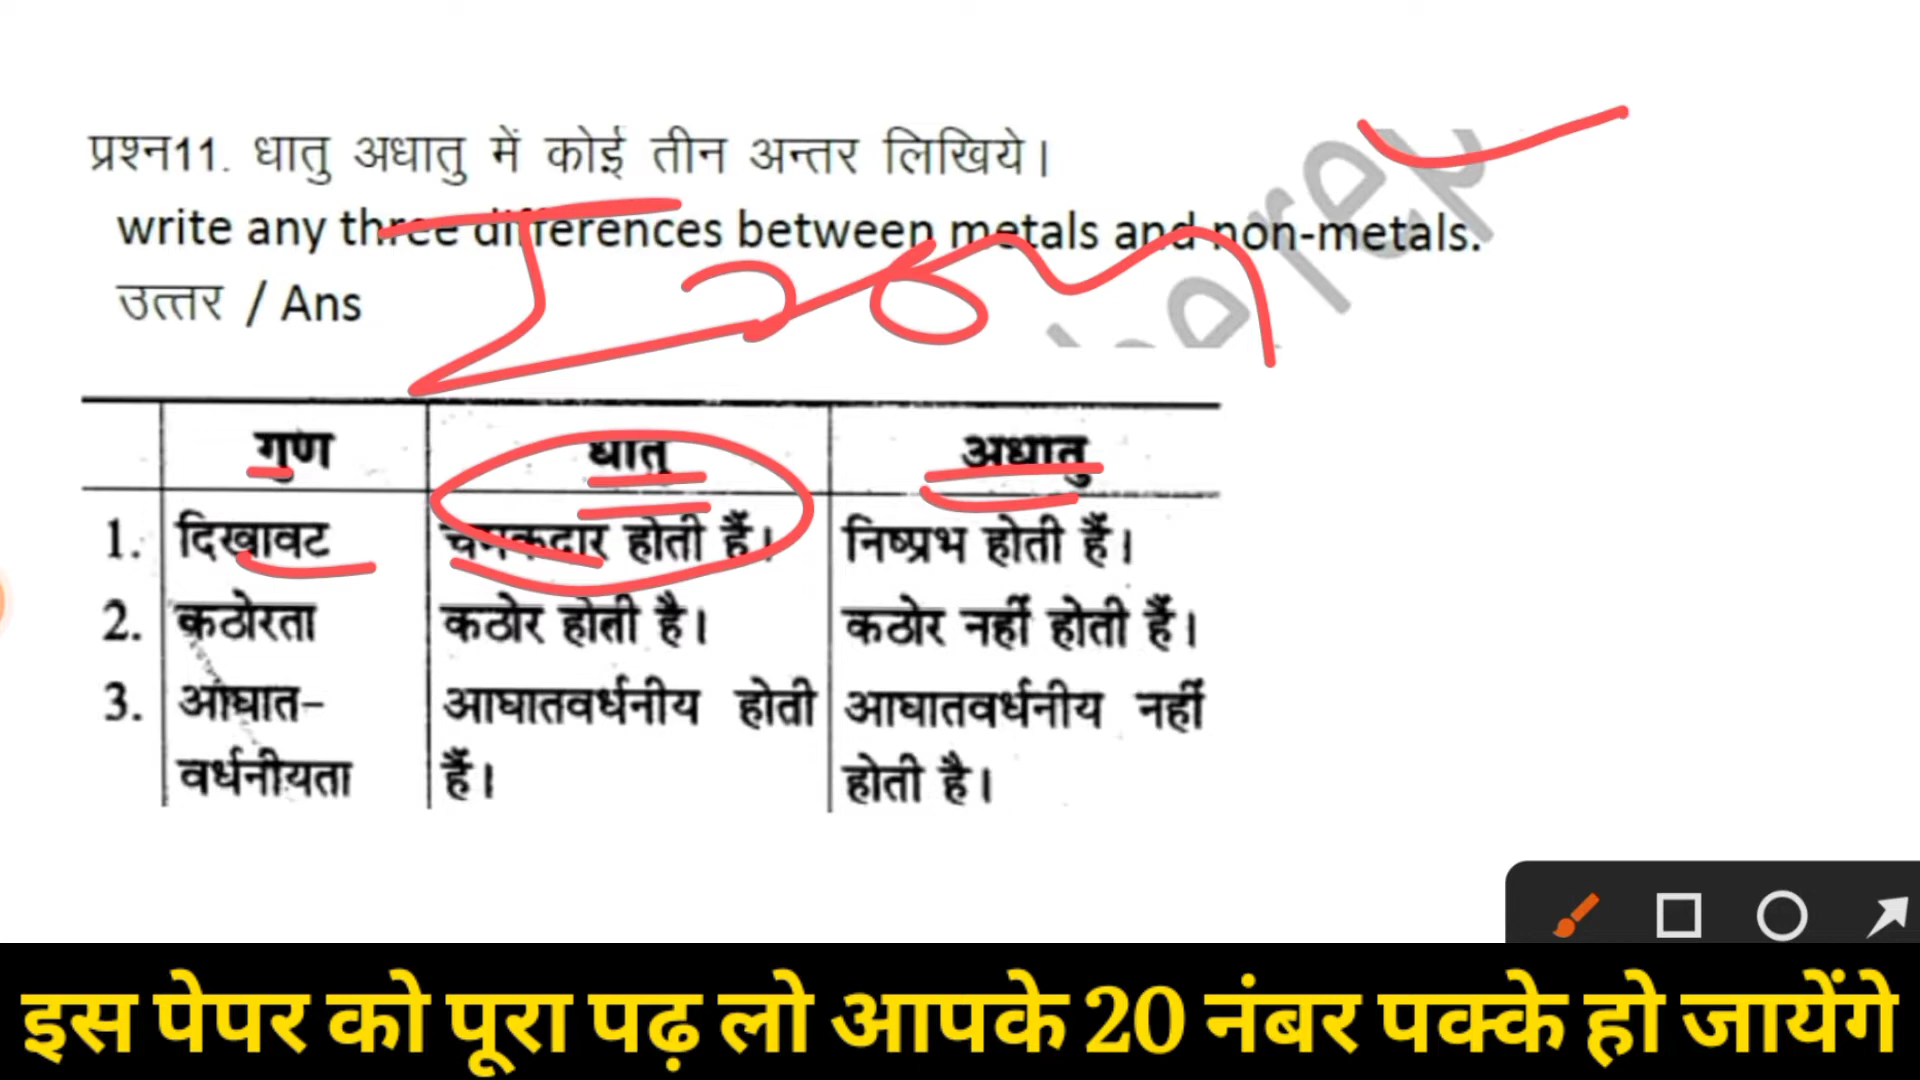 प्रश्न11. धातु अधातु में कोई तीन अन्तर लिखिये।
write any three differences between metals and non-metals.
उत्तर / Ans
गुण धातु अधातु
1. दिखावट चमकदार होती हैं। निष्प्रभ होती हैं।
2. कठोरता कठोर होती है। कठोर नहीं होती हैं।
3. आघात- आघातवर्धनीय होती आघातवर्धनीय नहीं
वर्धनीयता हैं। होती है।
इस पेपर को पूरा पढ़ लो आपके 20 नंबर पक्के हो जायेंगे